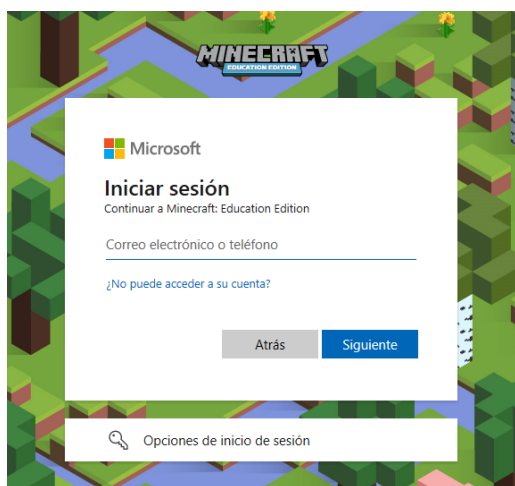 MINECRAFT
EDUCATION EDITION
Microsoft
Iniciar sesión
Continuar a Minecraft: Education Edition
Correo electrónico o teléfono
¿No puede acceder a su cuenta?
Atrás Siguiente
Opciones de inicio de sesión